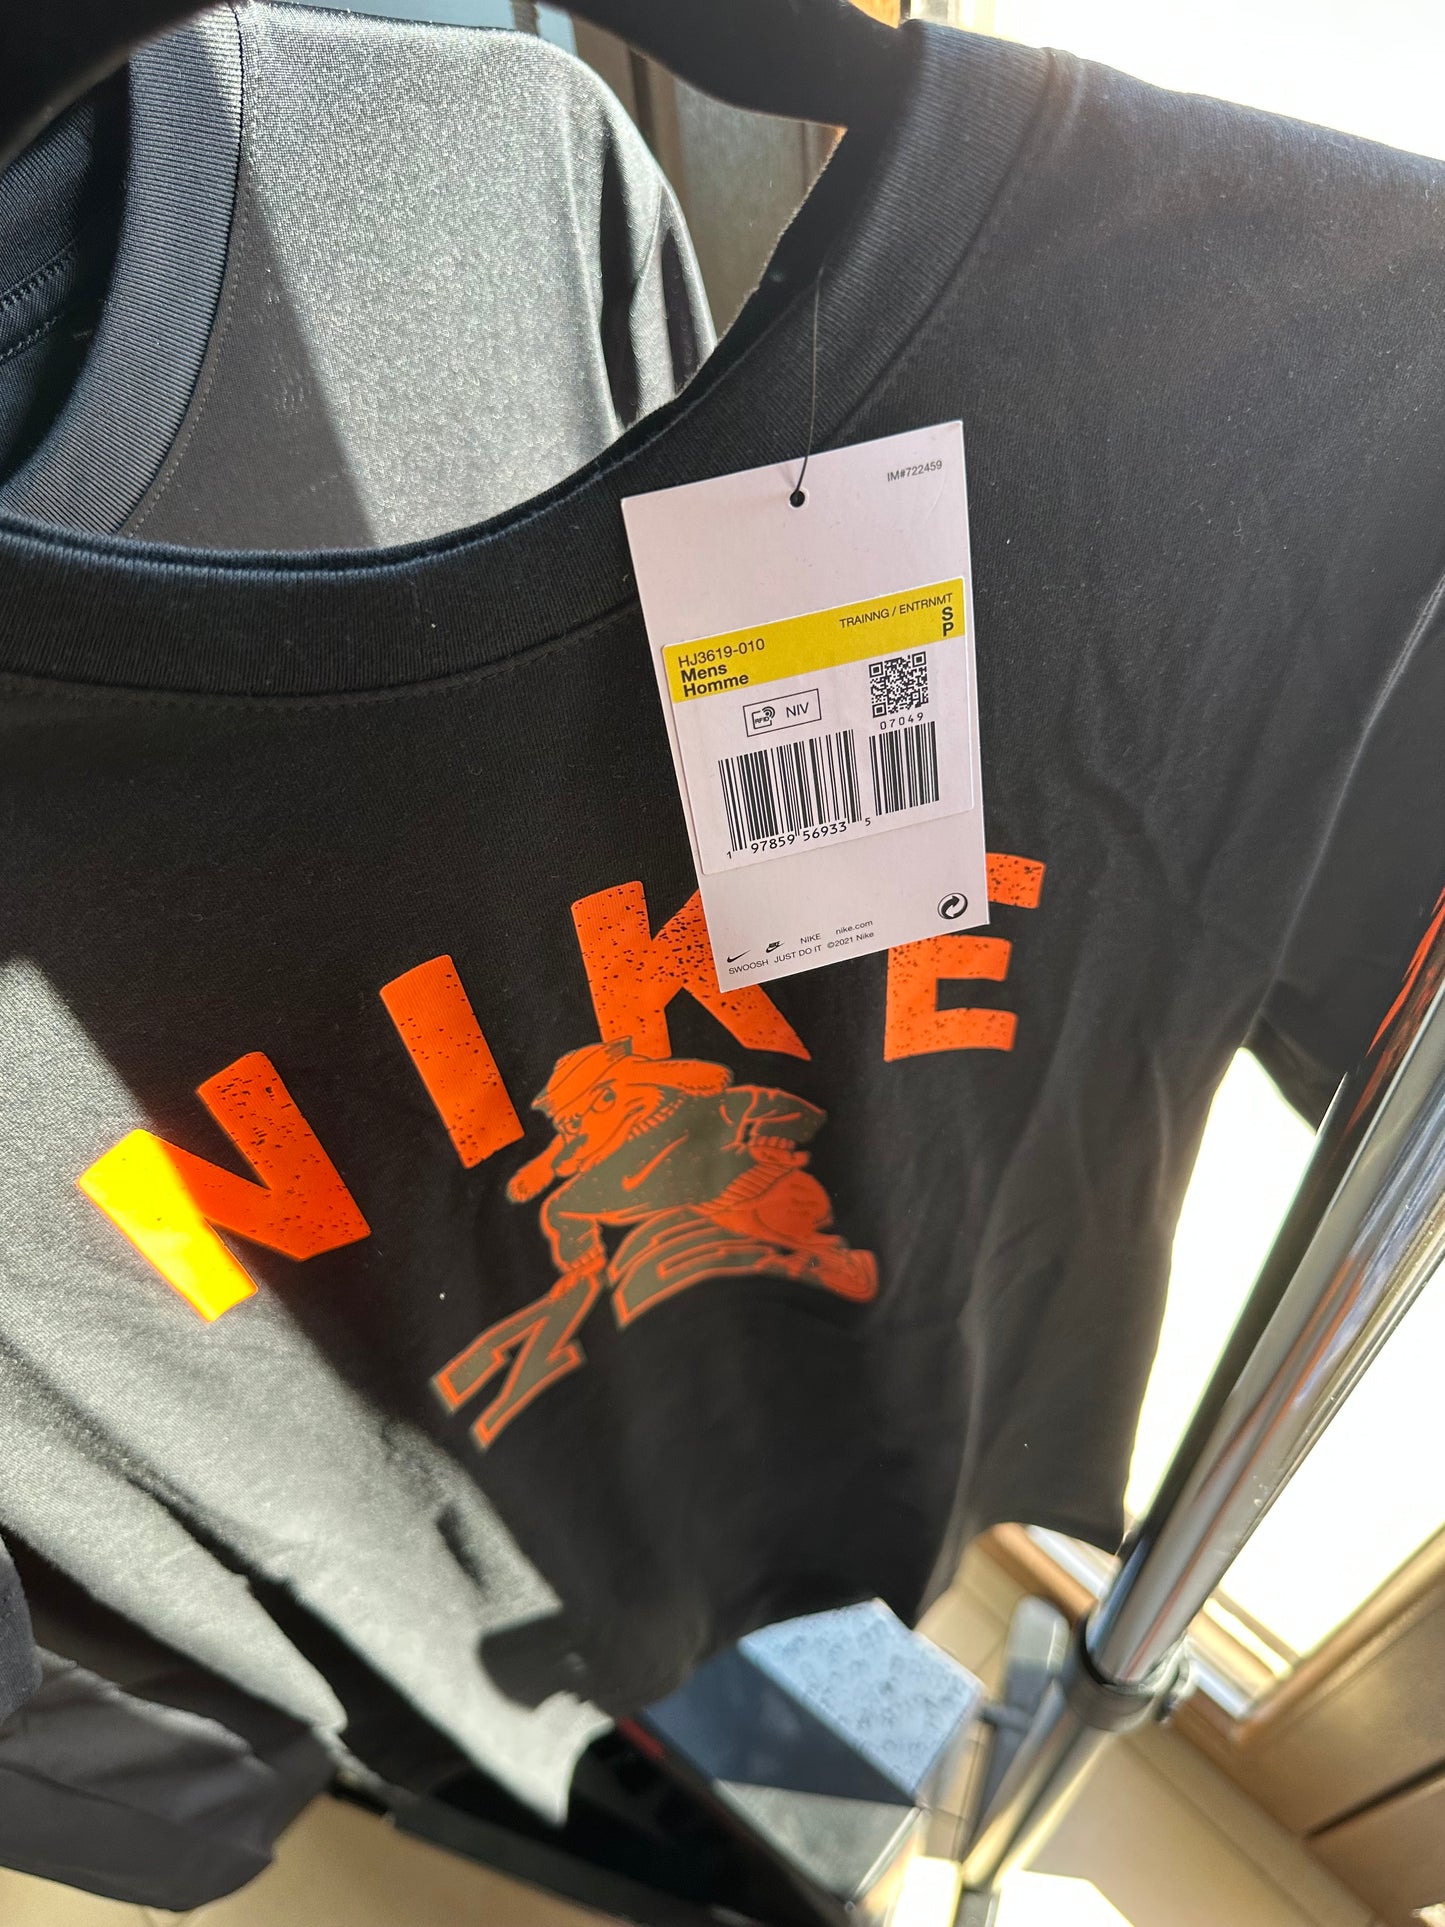 IM#722459
TRAINNG / ENTRNMT
S
P
HJ3619-010
Mens
Homme
RFID NIV
07049
1 97859 56933 5
NIKE nike.com
SWOOSH JUST DO IT ©2021 Nike
NIKE
72